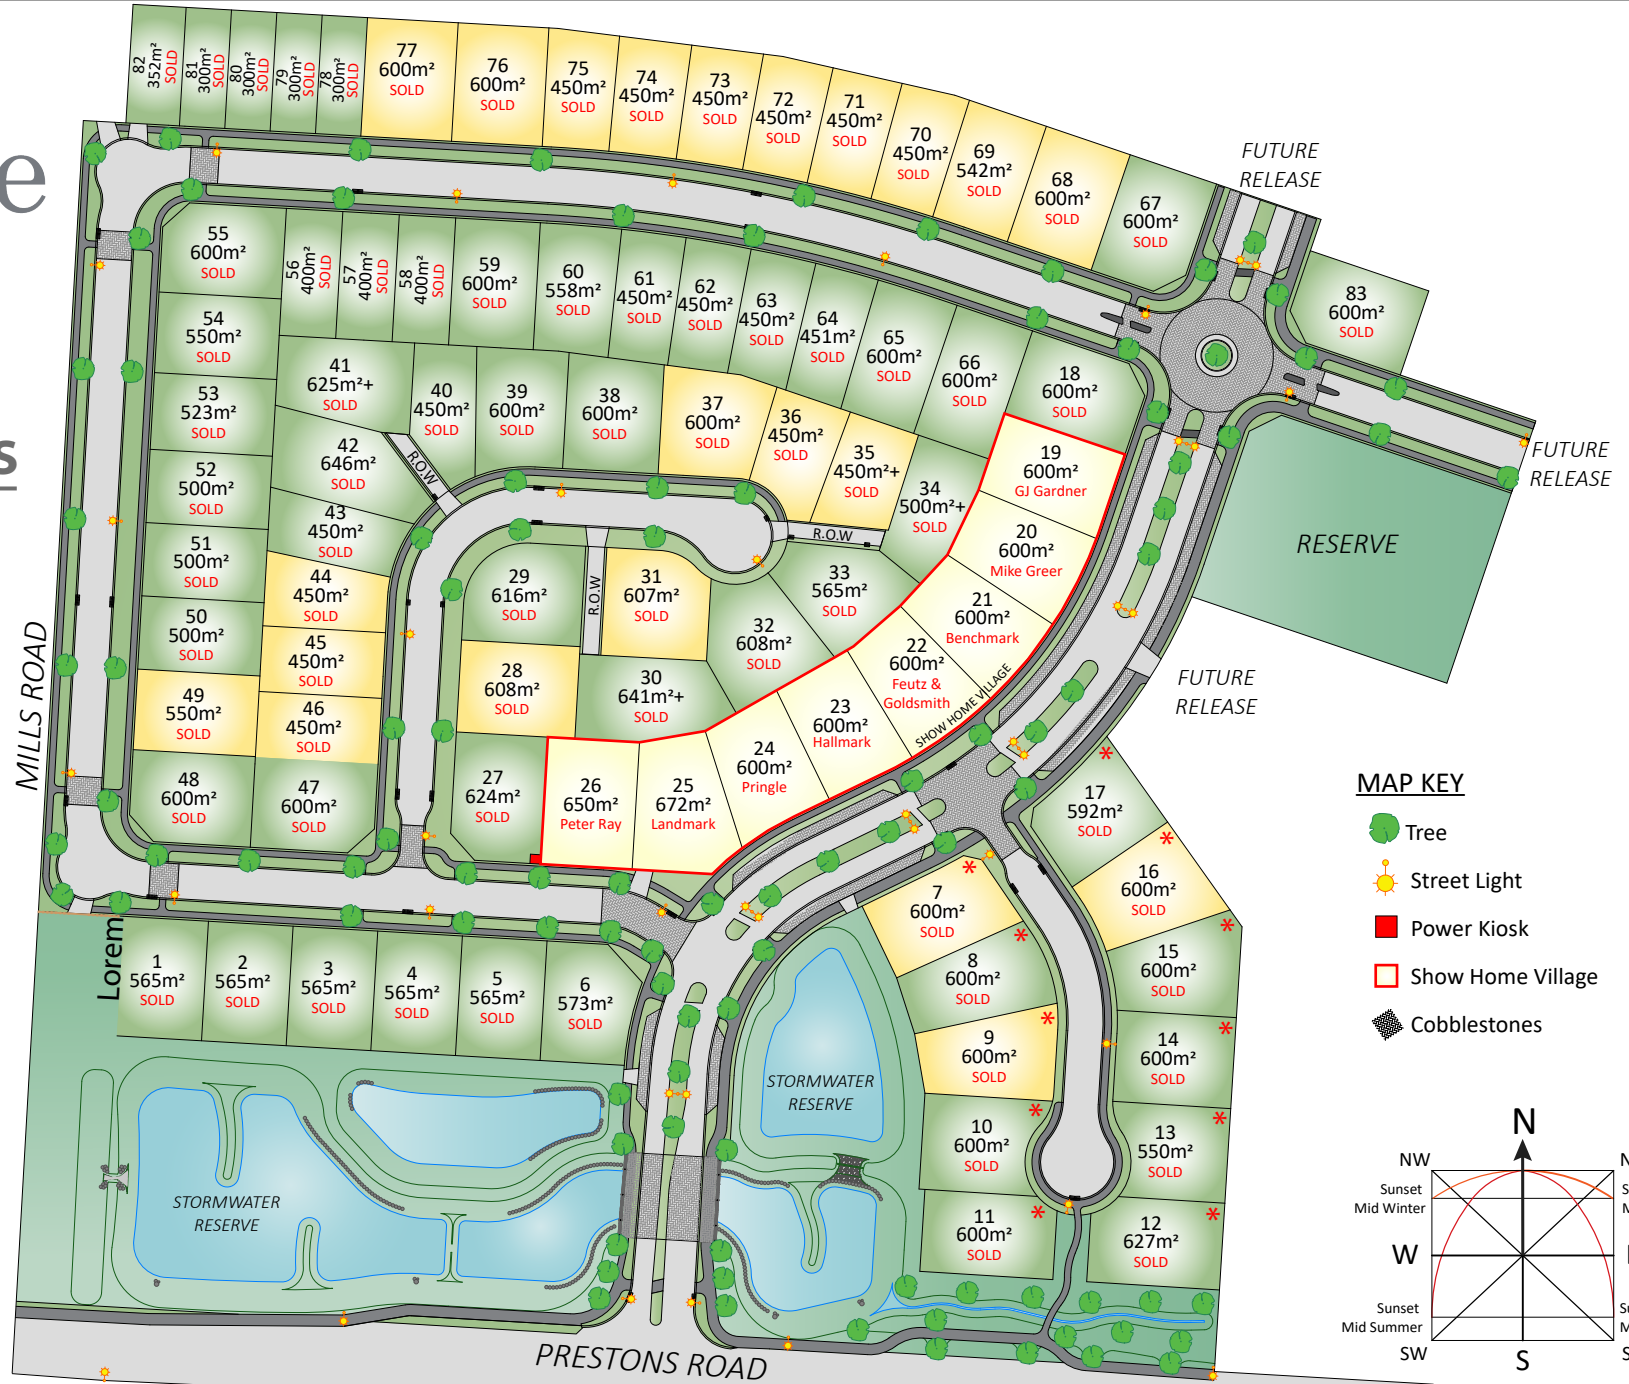 e
s
82
352m²
SOLD
81
300m²
SOLD
80
300m²
SOLD
79
300m²
SOLD
78
300m²
SOLD
77
600m²
SOLD
76
600m²
SOLD
75
450m²
SOLD
74
450m²
SOLD
73
450m²
SOLD
72
450m²
SOLD
71
450m²
SOLD
70
450m²
SOLD
69
542m²
SOLD
68
600m²
SOLD
67
600m²
SOLD
FUTURE
RELEASE
83
600m²
SOLD
55
600m²
SOLD
56
400m²
SOLD
57
400m²
SOLD
58
400m²
SOLD
59
600m²
SOLD
60
558m²
SOLD
61
450m²
SOLD
62
450m²
SOLD
63
450m²
SOLD
64
451m²
SOLD
65
600m²
SOLD
66
600m²
SOLD
18
600m²
SOLD
54
550m²
SOLD
53
523m²
SOLD
52
500m²
SOLD
51
500m²
SOLD
50
500m²
SOLD
49
550m²
SOLD
48
600m²
SOLD
41
625m²+
SOLD
42
646m²
SOLD
43
450m²
SOLD
44
450m²
SOLD
45
450m²
SOLD
46
450m²
SOLD
47
600m²
SOLD
40
450m²
SOLD
39
600m²
SOLD
38
600m²
SOLD
37
600m²
SOLD
36
450m²
SOLD
35
450m²+
SOLD
34
500m²+
SOLD
R.O.W
R.O.W
R.O.W
29
616m²
SOLD
31
607m²
SOLD
33
565m²
SOLD
32
608m²
SOLD
28
608m²
SOLD
30
641m²+
SOLD
27
624m²
SOLD
19
600m²
GJ Gardner
20
600m²
Mike Greer
21
600m²
Benchmark
22
600m²
Feutz &
Goldsmith
23
600m²
Hallmark
24
600m²
Pringle
25
672m²
Landmark
26
650m²
Peter Ray
SHOW HOME VILLAGE
FUTURE
RELEASE
RESERVE
FUTURE
RELEASE
MILLS ROAD
17
592m²
SOLD
*
16
600m²
SOLD
*
15
600m²
SOLD
*
14
600m²
SOLD
*
13
550m²
SOLD
*
12
627m²
SOLD
*
7
600m²
SOLD
*
8
600m²
SOLD
*
9
600m²
SOLD
*
10
600m²
SOLD
*
11
600m²
SOLD
*
Lorem
1
565m²
SOLD
2
565m²
SOLD
3
565m²
SOLD
4
565m²
SOLD
5
565m²
SOLD
6
573m²
SOLD
STORMWATER
RESERVE
STORMWATER
RESERVE
PRESTONS ROAD
MAP KEY
Tree
Street Light
Power Kiosk
Show Home Village
Cobblestones
N
NW
N
Sunset
Mid Winter
S
M
W
Sunset
Mid Summer
Su
M
SW
S
S